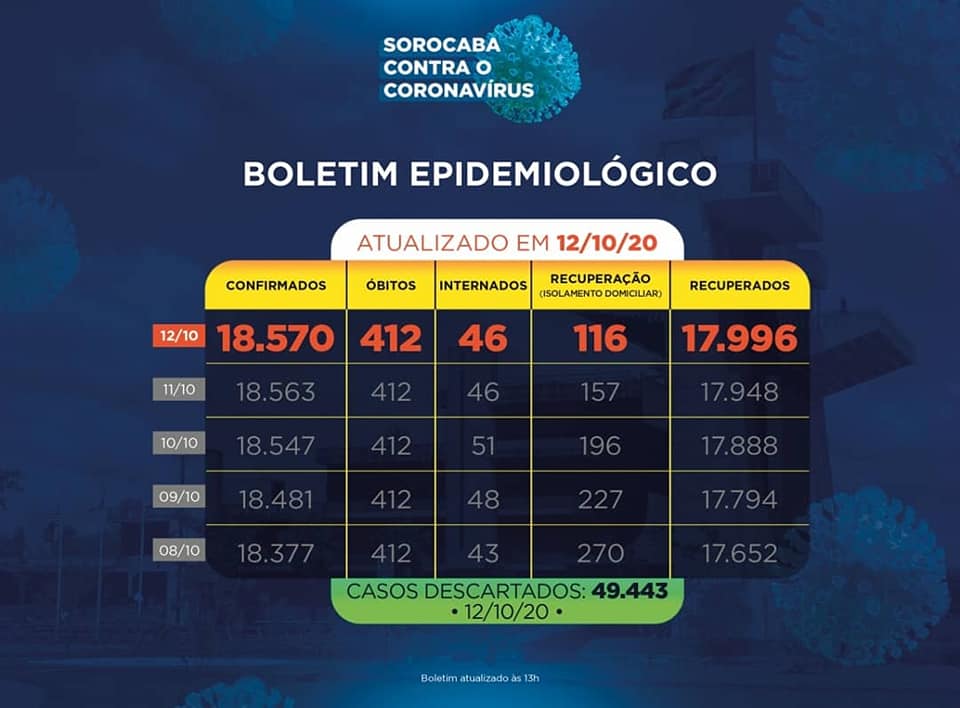 SOROCABA
CONTRA O
CORONAVÍRUS
BOLETIM EPIDEMIOLÓGICO
ATUALIZADO EM 12/10/20
CONFIRMADOS ÓBITOS INTERNADOS RECUPERAÇÃO (ISOLAMENTO DOMICILIAR) RECUPERADOS
12/10 18.570 412 46 116 17.996
11/10 18.563 412 46 157 17.948
10/10 18.547 412 51 196 17.888
09/10 18.481 412 48 227 17.794
08/10 18.377 412 43 270 17.652
CASOS DESCARTADOS: 49.443
• 12/10/20 •
Boletim atualizado às 13h